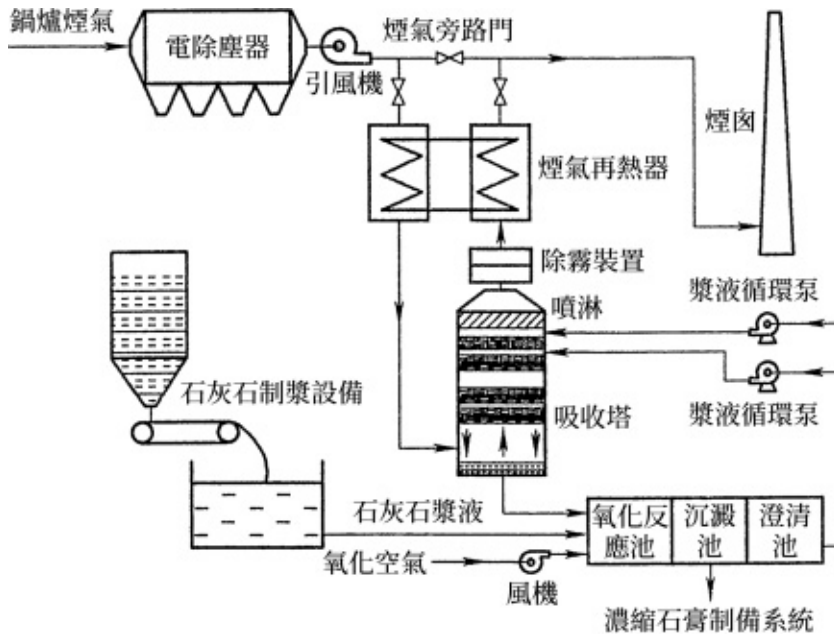 鍋爐煙氣
電除塵器
引風機
煙氣旁路門
煙囪
煙氣再熱器
除霧裝置
噴淋
漿液循環泵
漿液循環泵
石灰石制漿設備
吸收塔
石灰石漿液
氧化空氣
風機
氧化反
應池
沉澱
池
澄清
池
濃缩石膏制備系統